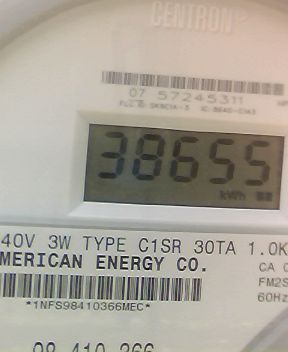 CENTRON®
07 57245311
38655
kWh
40V 3W TYPE C1SR 30TA 1.0K
MERICAN ENERGY CO.
CA 0
FM2S
60Hz
*1NFS98410366MEC*
98 410 366